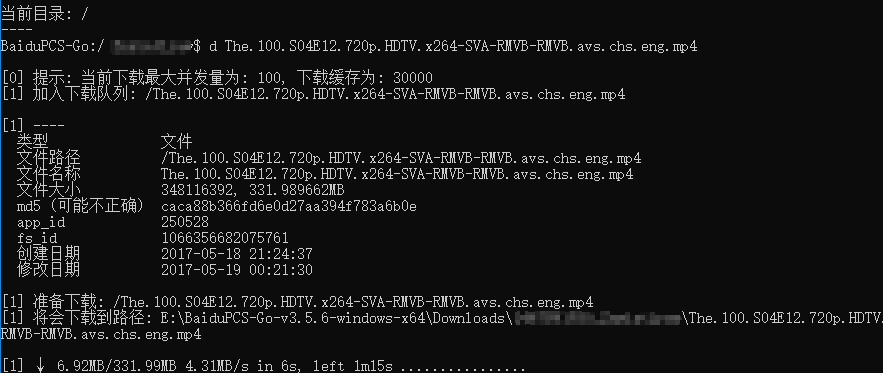 当前目录: /
----
BaiduPCS-Go:/ $ d The.100.S04E12.720p.HDTV.x264-SVA-RMVB-RMVB.avs.chs.eng.mp4
[0] 提示: 当前下载最大并发量为: 100, 下载缓存为: 30000
[1] 加入下载队列: /The.100.S04E12.720p.HDTV.x264-SVA-RMVB-RMVB.avs.chs.eng.mp4
[1] ----
类型 文件
文件路径 /The.100.S04E12.720p.HDTV.x264-SVA-RMVB-RMVB.avs.chs.eng.mp4
文件名称 The.100.S04E12.720p.HDTV.x264-SVA-RMVB-RMVB.avs.chs.eng.mp4
文件大小 348116392, 331.989662MB
md5 (可能不正确) caca88b366fd6e0d27aa394f783a6b0e
app_id 250528
fs_id 1066356682075761
创建日期 2017-05-18 21:24:37
修改日期 2017-05-19 00:21:30
[1] 准备下载: /The.100.S04E12.720p.HDTV.x264-SVA-RMVB-RMVB.avs.chs.eng.mp4
[1] 将会下载到路径: E:\BaiduPCS-Go-v3.5.6-windows-x64\Downloads\ \The.100.S04E12.720p.HDTV.
RMVB-RMVB.avs.chs.eng.mp4
[1] ↓ 6.92MB/331.99MB 4.31MB/s in 6s, left 1m15s ................